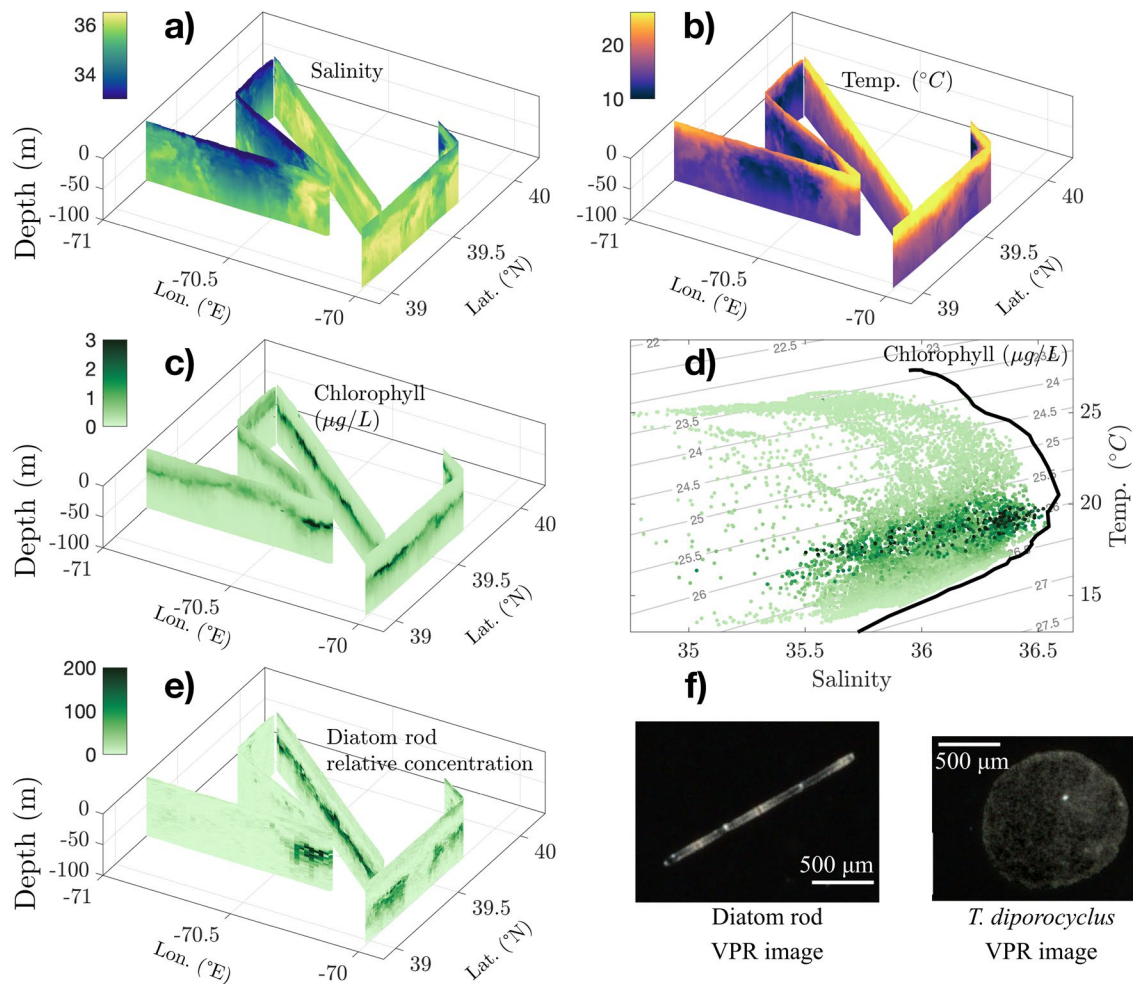 36
34
a)
Salinity
Depth (m)
0
-50
-100
-71
-70.5
-70
Lon. (°E)
39
39.5
40
Lat. (°N)
26
20
10
b)
Temp. (°C)
0
-50
-100
-71
-70.5
-70
Lon. (°E)
39
39.5
40
Lat. (°N)
3
2
1
0
c)
Chlorophyll
(μg/L)
Depth (m)
0
-50
-100
-71
-70.5
-70
Lon. (°E)
39
39.5
40
Lat. (°N)
d)
Chlorophyll (μg/L)
22
22.5
23
24
24.5
25
23.5
24
24.5
25
25.5
26
27
27.5
25
20
15
Temp. (°C)
35
35.5
36
36.5
Salinity
200
100
0
e)
Diatom rod
relative concentration
Depth (m)
0
-50
-100
-71
-70.5
-70
Lon. (°E)
39
39.5
40
Lat. (°N)
f)
500 μm
Diatom rod
VPR image
500 μm
T. diporocyclus
VPR image